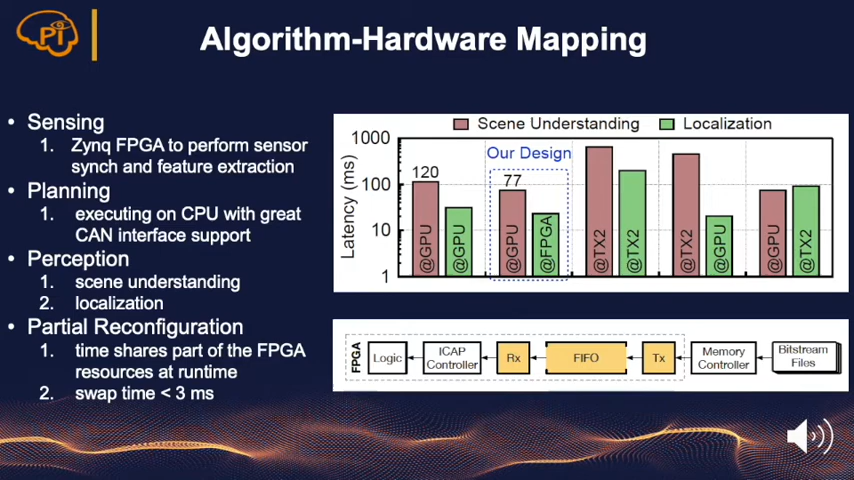 PI
Algorithm-Hardware Mapping
• Sensing
1. Zynq FPGA to perform sensor
synch and feature extraction
• Planning
1. executing on CPU with great
CAN interface support
• Perception
1. scene understanding
2. localization
• Partial Reconfiguration
1. time shares part of the FPGA
resources at runtime
2. swap time < 3 ms
Scene Understanding
Localization
Latency (ms)
1000
100
10
1
Our Design
120
77
@GPU
@GPU
@GPU
@FPGA
@TX2
@TX2
@TX2
@GPU
@GPU
@TX2
FPGA
Logic
ICAP
Controller
Rx
FIFO
Tx
Memory
Controller
Bitstream
Files